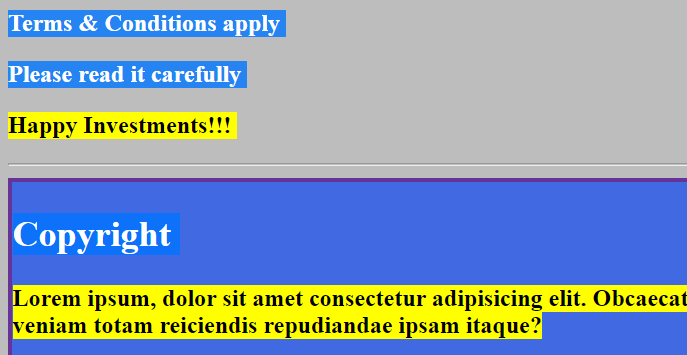 Terms & Conditions apply
Please read it carefully
Happy Investments!!!
Copyright
Lorem ipsum, dolor sit amet consectetur adipisicing elit. Obcaecat
veniam totam reiciendis repudiandae ipsam itaque?